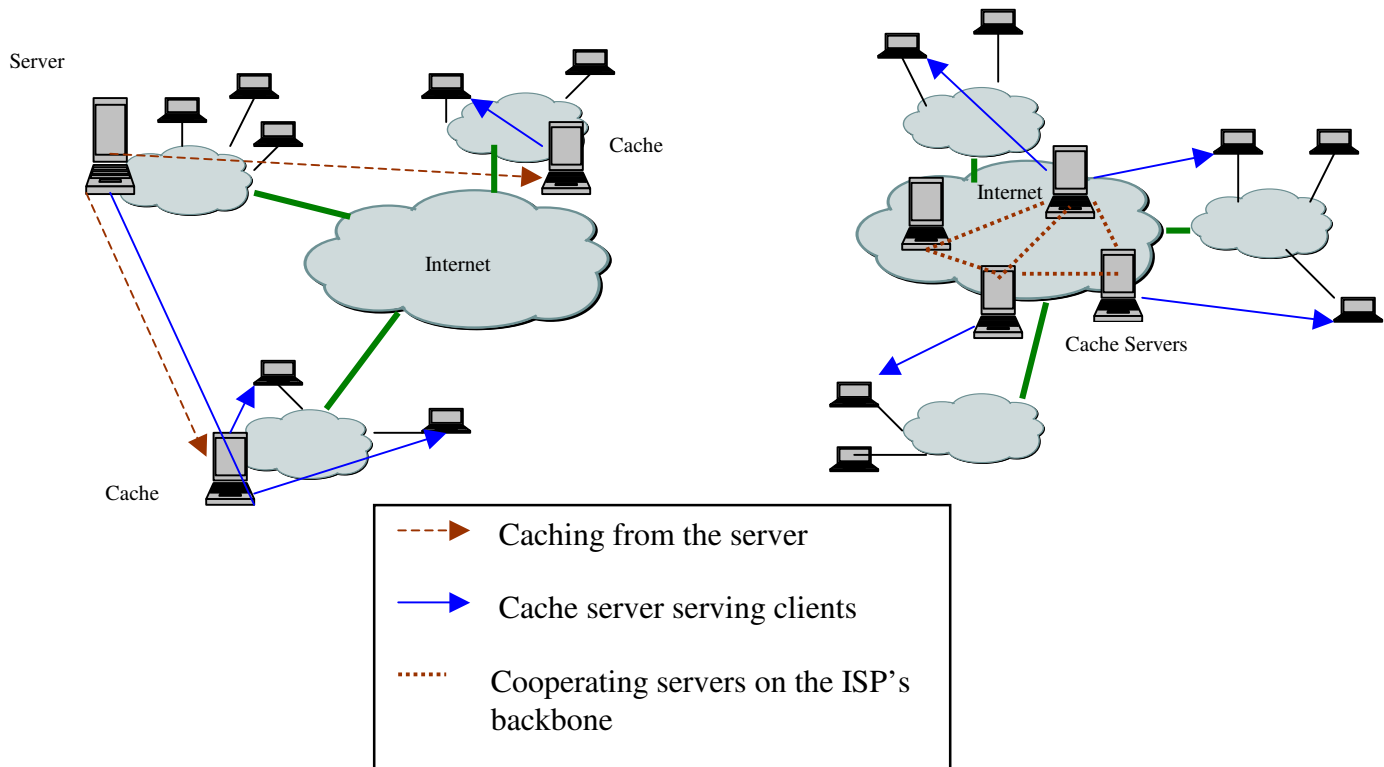 Server
Cache
Internet
Cache
Internet
Cache Servers
Caching from the server
Cache server serving clients
Cooperating servers on the ISP's
backbone